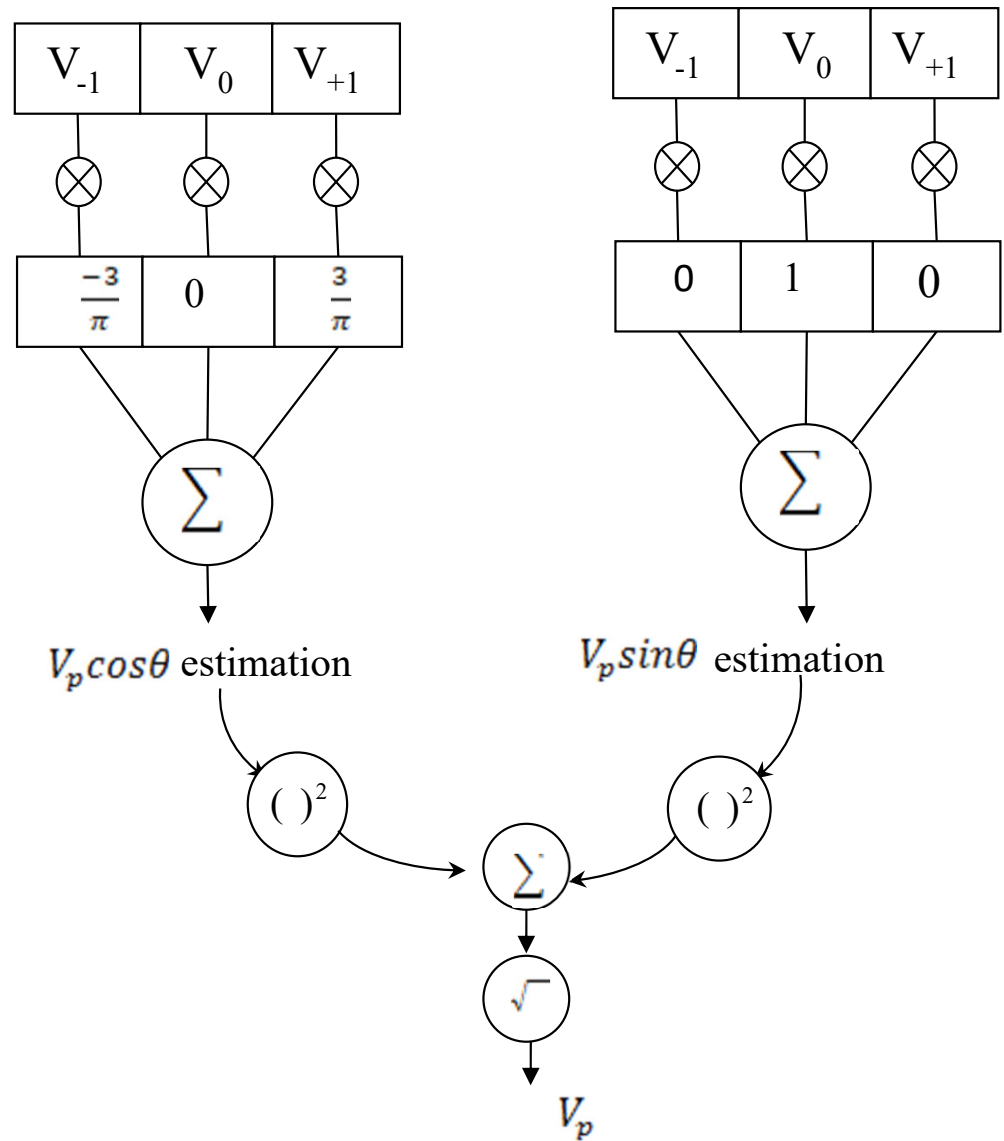 V₋₁ V₀ V₊₁
V₋₁ V₀ V₊₁
−3/π 0 3/π
0 1 0
∑
∑
Vₚcosθ estimation
Vₚsinθ estimation
( )²
( )²
∑
√
Vₚ